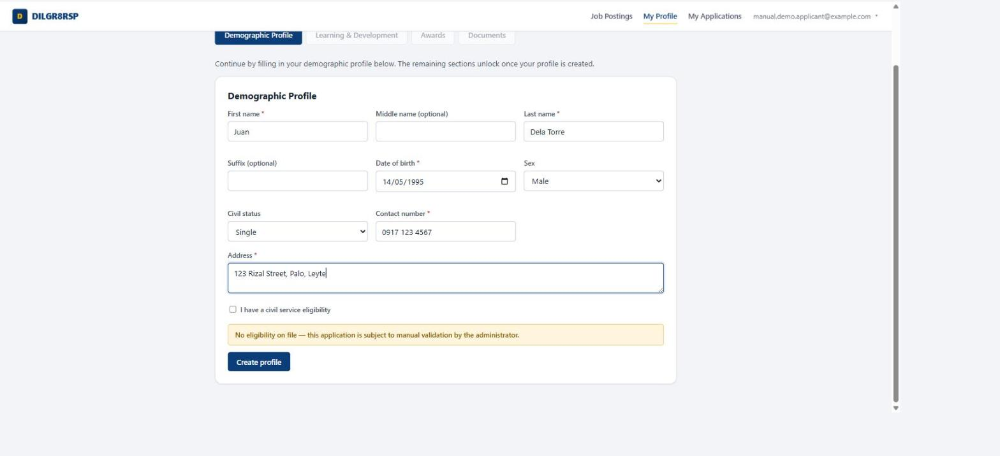 D DILGR8RSP Job Postings My Profile My Applications manual.demo.applicant@example.com
Demographic Profile Learning & Development Awards Documents
Continue by filling in your demographic profile below. The remaining sections unlock once your profile is created.
Demographic Profile
First name * Middle name (optional) Last name *
Juan Dela Torre
Suffix (optional) Date of birth * Sex
14/05/1995 Male
Civil status Contact number *
Single 0917 123 4567
Address *
123 Rizal Street, Palo, Leyte
I have a civil service eligibility
No eligibility on file — this application is subject to manual validation by the administrator.
Create profile